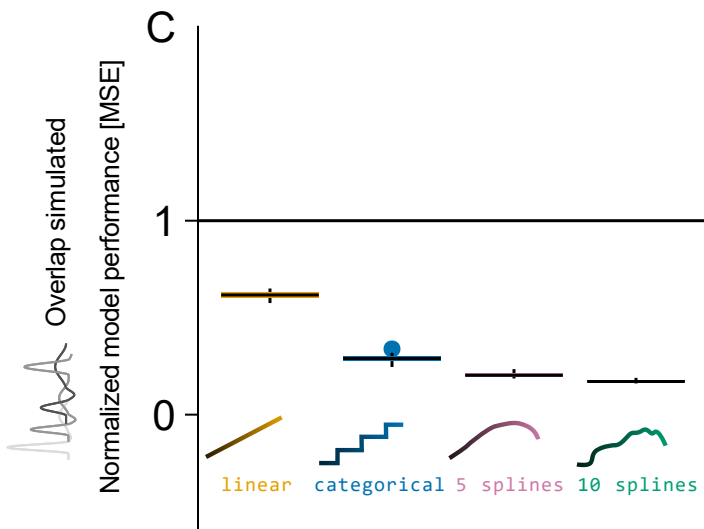 C
Overlap simulated
Normalized model performance [MSE]
1
0
linear categorical 5 splines 10 splines